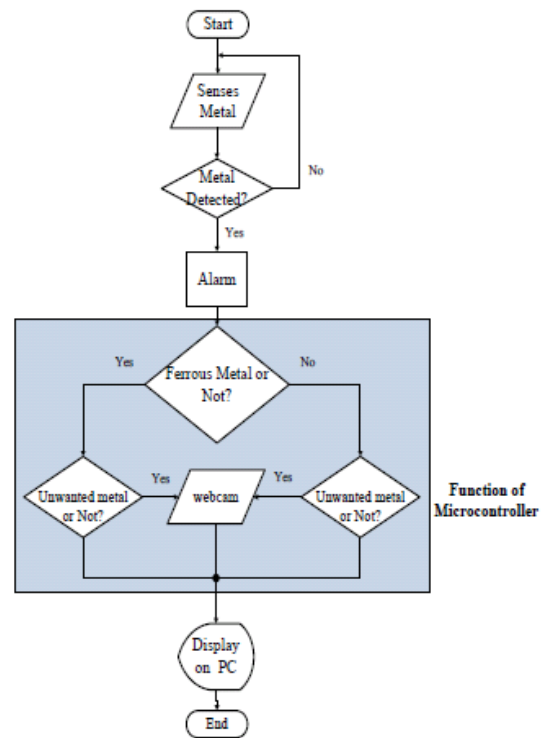 Start
Senses
Metal
Metal
Detected?
No
Yes
Alarm
Yes
Ferrous Metal or
Not?
No
Unwanted metal
or Not?
Yes
webcam
Yes
Unwanted metal
or Not?
Function of
Microcontroller
Display
on PC
End